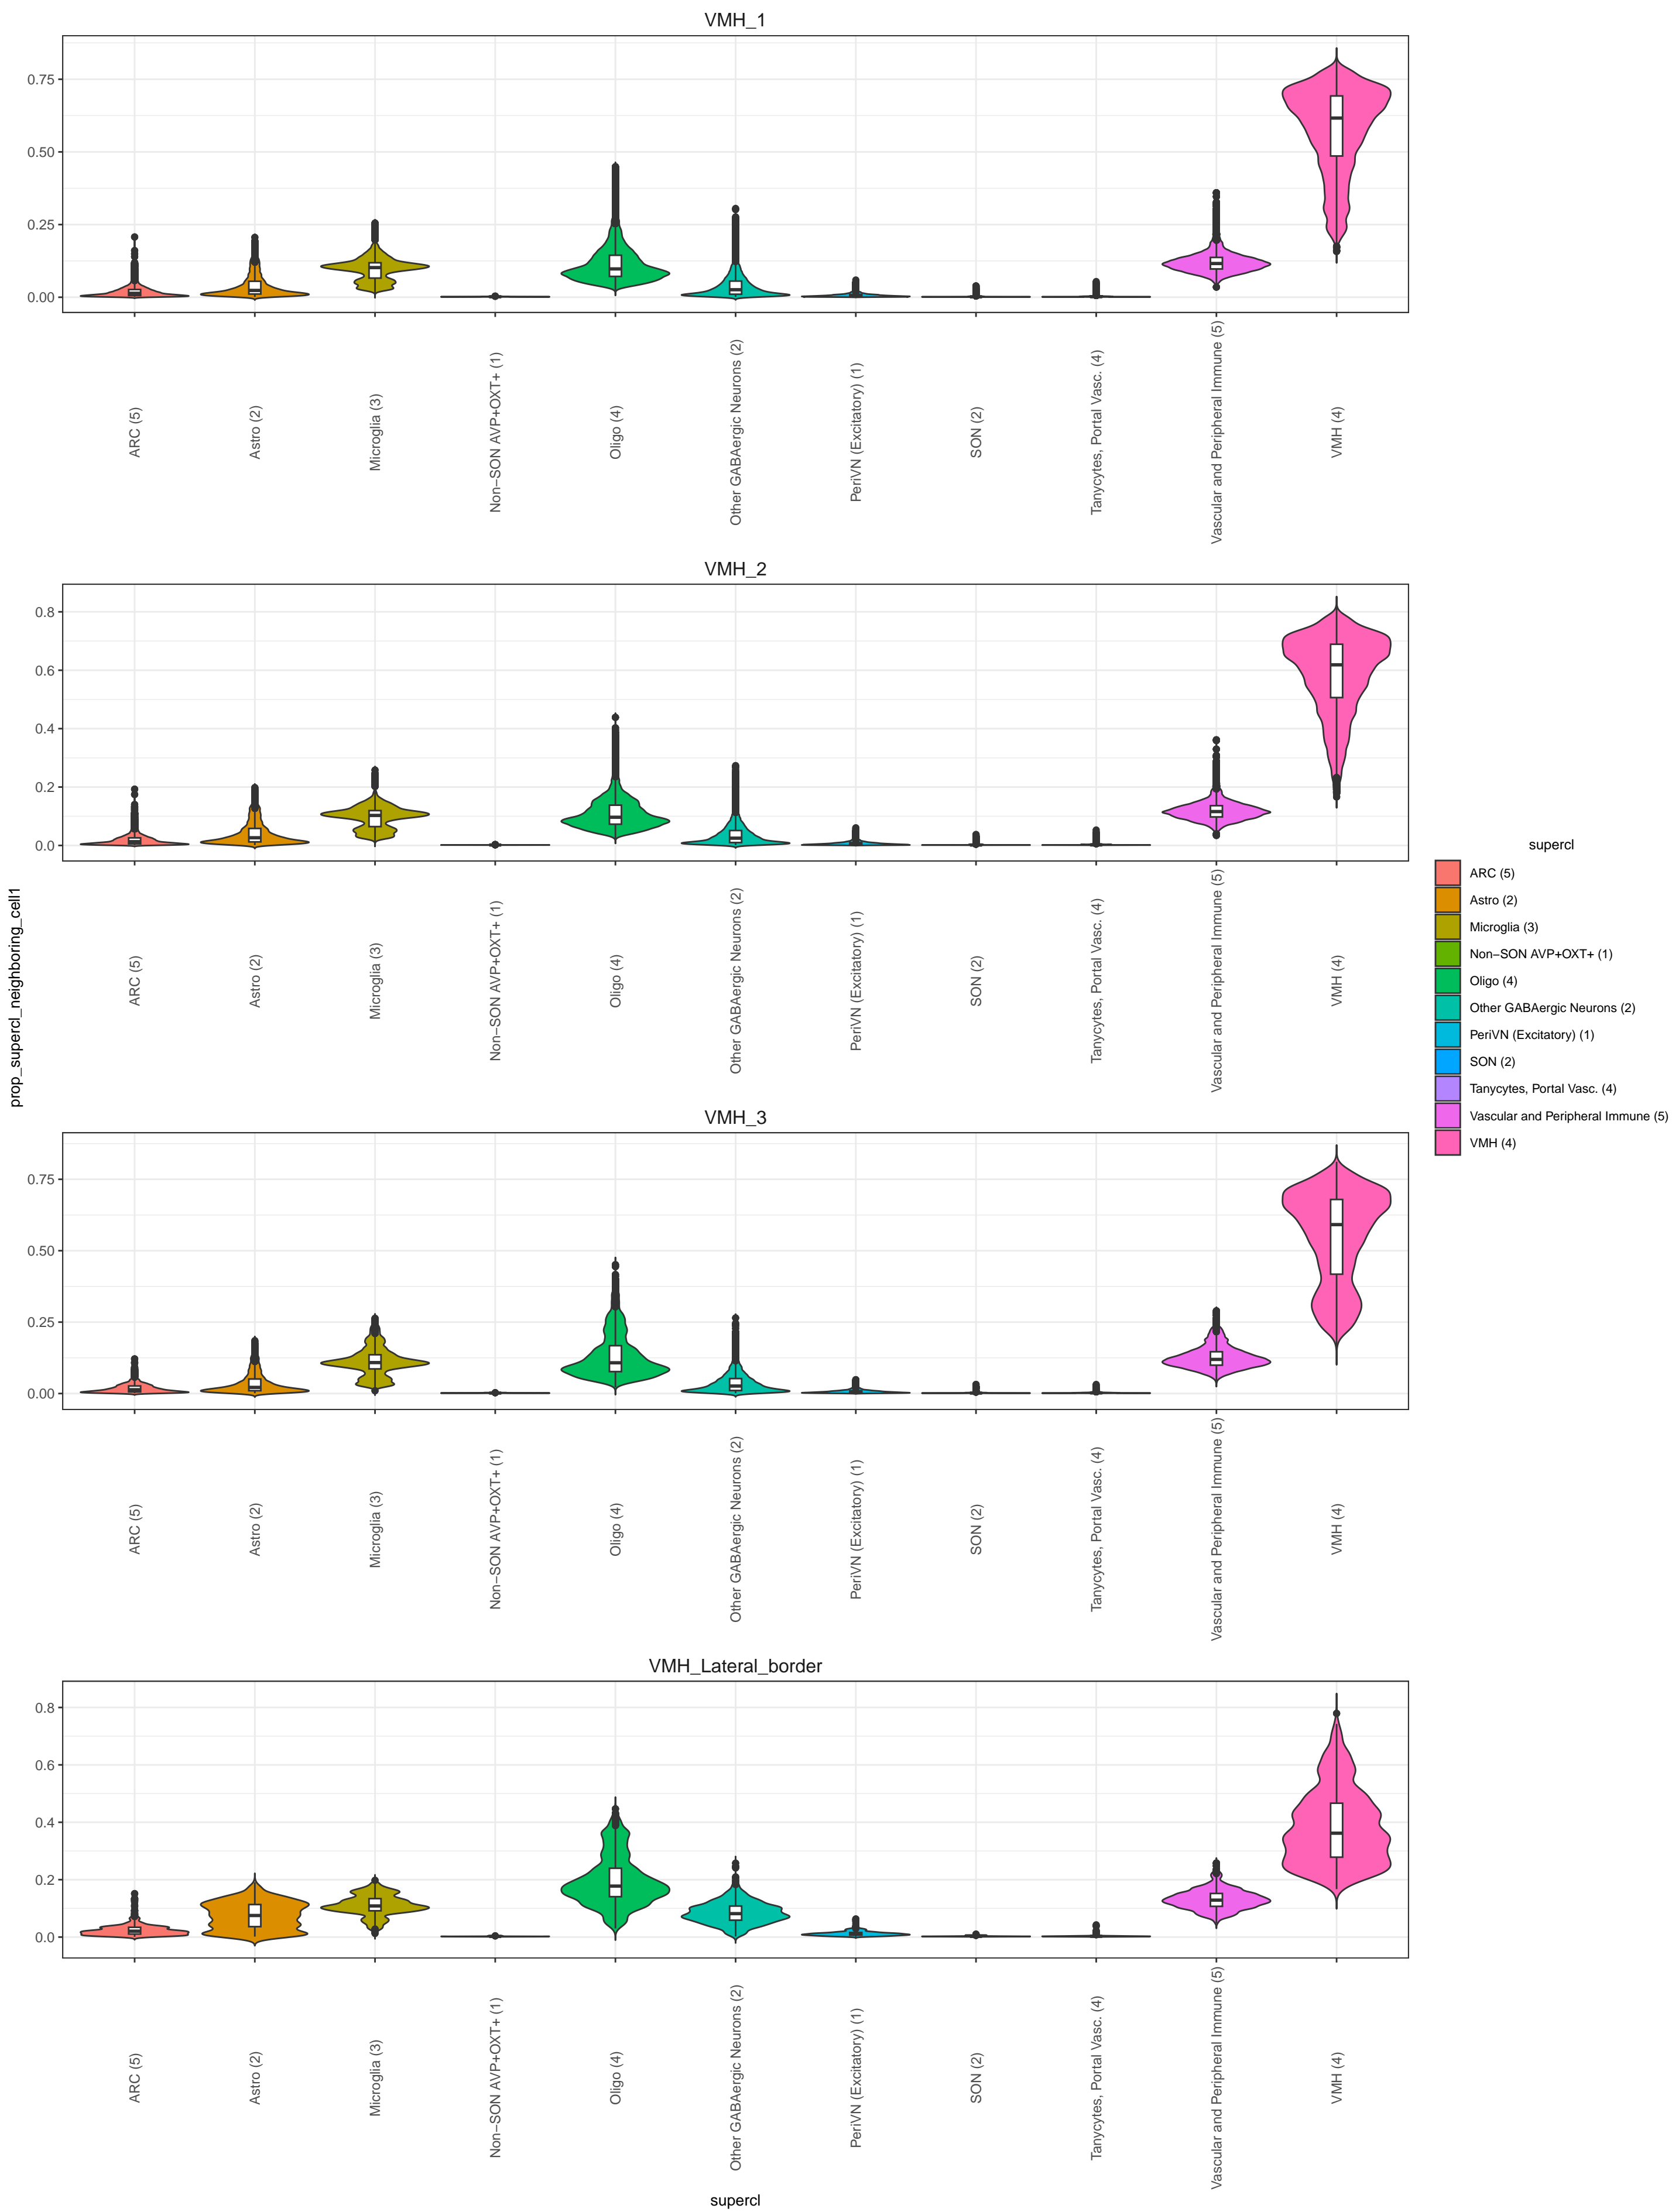 VMH_1
0.75
0.50
0.25
0.00
ARC (5)
Astro (2)
Microglia (3)
Non−SON AVP+OXT+ (1)
Oligo (4)
Other GABAergic Neurons (2)
PeriVN (Excitatory) (1)
SON (2)
Tanycytes, Portal Vasc. (4)
Vascular and Peripheral Immune (5)
VMH (4)
VMH_2
0.8
0.6
0.4
0.2
0.0
ARC (5)
Astro (2)
Microglia (3)
Non−SON AVP+OXT+ (1)
Oligo (4)
Other GABAergic Neurons (2)
PeriVN (Excitatory) (1)
SON (2)
Tanycytes, Portal Vasc. (4)
Vascular and Peripheral Immune (5)
VMH (4)
prop_supercl_neighboring_cell1
VMH_3
0.75
0.50
0.25
0.00
ARC (5)
Astro (2)
Microglia (3)
Non−SON AVP+OXT+ (1)
Oligo (4)
Other GABAergic Neurons (2)
PeriVN (Excitatory) (1)
SON (2)
Tanycytes, Portal Vasc. (4)
Vascular and Peripheral Immune (5)
VMH (4)
VMH_Lateral_border
0.8
0.6
0.4
0.2
0.0
ARC (5)
Astro (2)
Microglia (3)
Non−SON AVP+OXT+ (1)
Oligo (4)
Other GABAergic Neurons (2)
PeriVN (Excitatory) (1)
SON (2)
Tanycytes, Portal Vasc. (4)
Vascular and Peripheral Immune (5)
VMH (4)
supercl
supercl
ARC (5)
Astro (2)
Microglia (3)
Non−SON AVP+OXT+ (1)
Oligo (4)
Other GABAergic Neurons (2)
PeriVN (Excitatory) (1)
SON (2)
Tanycytes, Portal Vasc. (4)
Vascular and Peripheral Immune (5)
VMH (4)